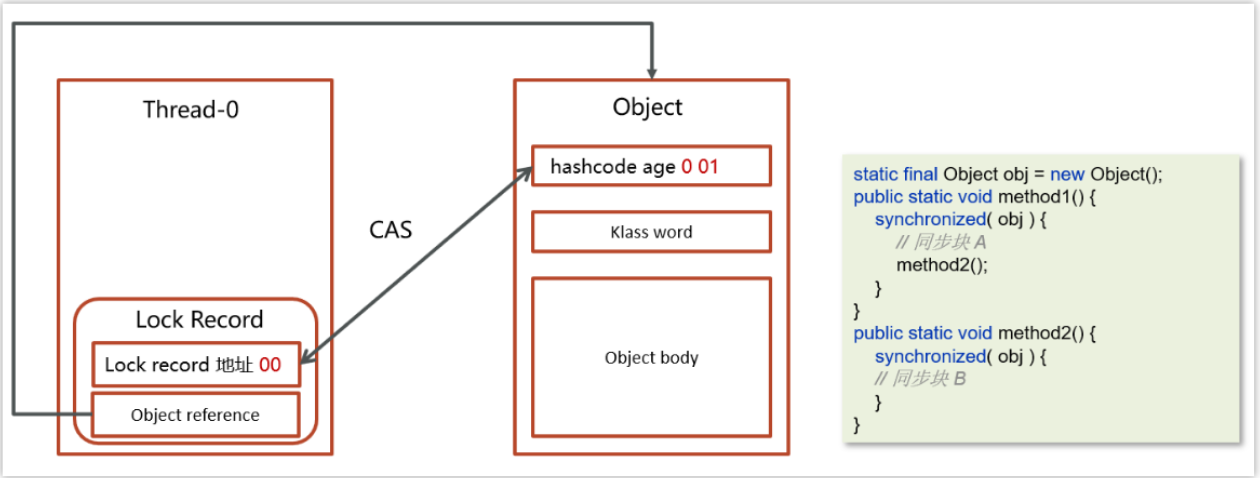 Thread-0
Lock Record
Lock record 地址 00
Object reference
CAS
Object
hashcode age 0 01
Klass word
Object body
static final Object obj = new Object();
public static void method1() {
synchronized( obj ) {
// 同步块 A
method2();
}
}
public static void method2() {
synchronized( obj ) {
// 同步块 B
}
}